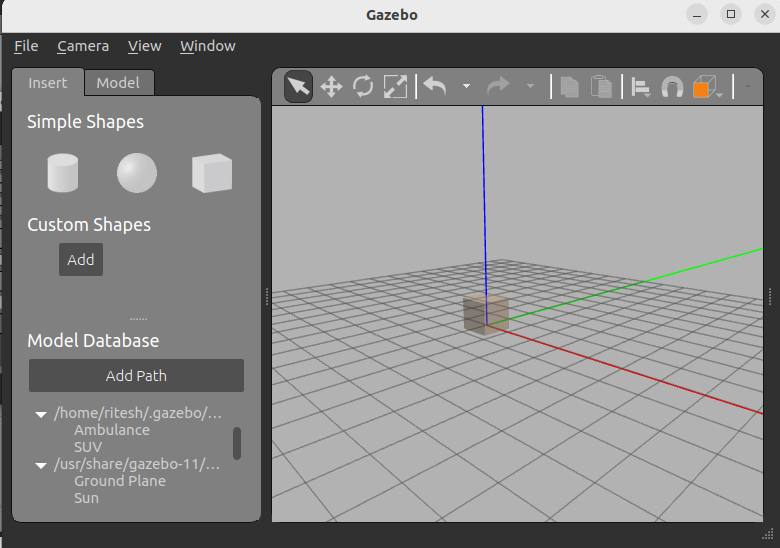 Gazebo
File Camera View Window
Insert Model
Simple Shapes
Custom Shapes
Add
Model Database
Add Path
/home/ritesh/.gazebo/...
Ambulance
SUV
/usr/share/gazebo-11/...
Ground Plane
Sun